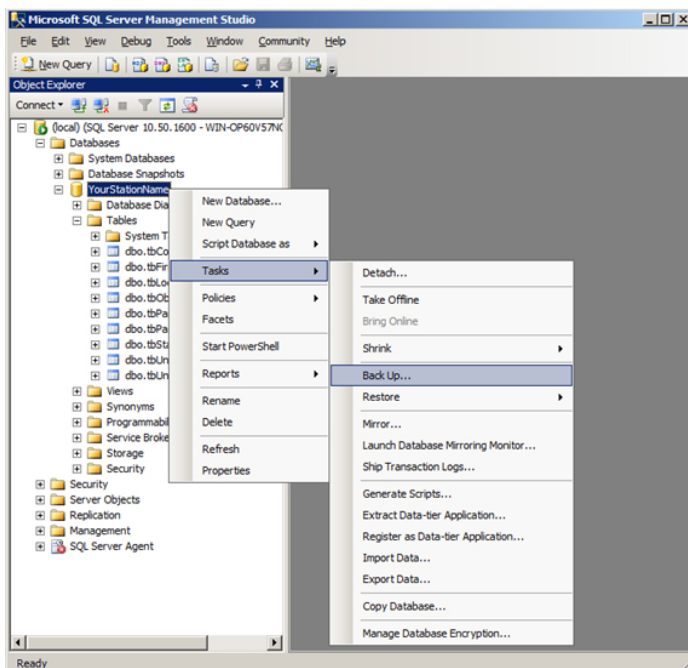 Microsoft SQL Server Management Studio
File Edit View Debug Tools Window Community Help
New Query
Object Explorer
Connect
(local) (SQL Server 10.50.1600 - WIN-OP60V57N
Databases
System Databases
Database Snapshots
YourStationName
Database Dia
Tables
System T
dbo.tbCo
dbo.tbFir
dbo.tbLo
dbo.tbOb
dbo.tbPa
dbo.tbPa
dbo.tbSta
dbo.tbUn
dbo.tbUn
Views
Synonyms
Programmabil
Service Broke
Storage
Security
Security
Server Objects
Replication
Management
SQL Server Agent
New Database...
New Query
Script Database as
Tasks
Policies
Facets
Start PowerShell
Reports
Rename
Delete
Refresh
Properties
Detach...
Take Offline
Bring Online
Shrink
Back Up...
Restore
Mirror...
Launch Database Mirroring Monitor...
Ship Transaction Logs...
Generate Scripts...
Extract Data-tier Application...
Register as Data-tier Application...
Import Data...
Export Data...
Copy Database...
Manage Database Encryption...
Ready